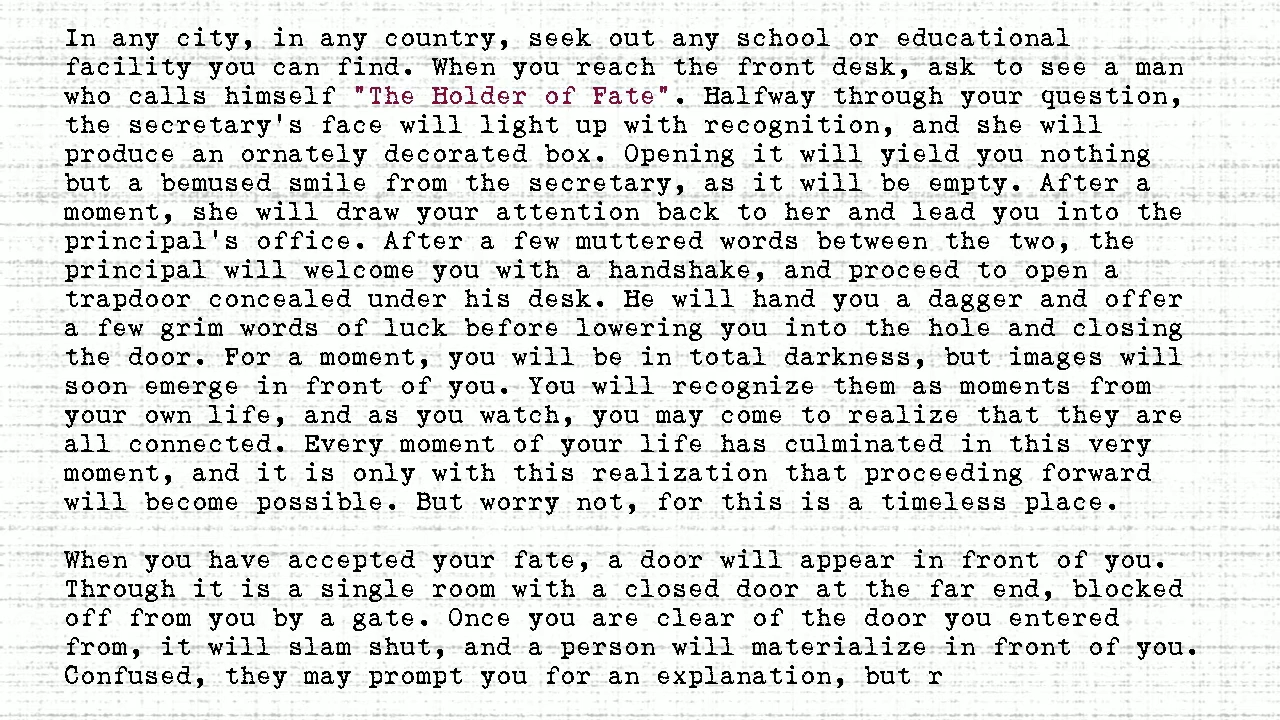 In any city, in any country, seek out any school or educational
facility you can find. When you reach the front desk, ask to see a man
who calls himself "The Holder of Fate". Halfway through your question,
the secretary's face will light up with recognition, and she will
produce an ornately decorated box. Opening it will yield you nothing
but a bemused smile from the secretary, as it will be empty. After a
moment, she will draw your attention back to her and lead you into the
principal's office. After a few muttered words between the two, the
principal will welcome you with a handshake, and proceed to open a
trapdoor concealed under his desk. He will hand you a dagger and offer
a few grim words of luck before lowering you into the hole and closing
the door. For a moment, you will be in total darkness, but images will
soon emerge in front of you. You will recognize them as moments from
your own life, and as you watch, you may come to realize that they are
all connected. Every moment of your life has culminated in this very
moment, and it is only with this realization that proceeding forward
will become possible. But worry not, for this is a timeless place.

When you have accepted your fate, a door will appear in front of you.
Through it is a single room with a closed door at the far end, blocked
off from you by a gate. Once you are clear of the door you entered
from, it will slam shut, and a person will materialize in front of you.
Confused, they may prompt you for an explanation, but r